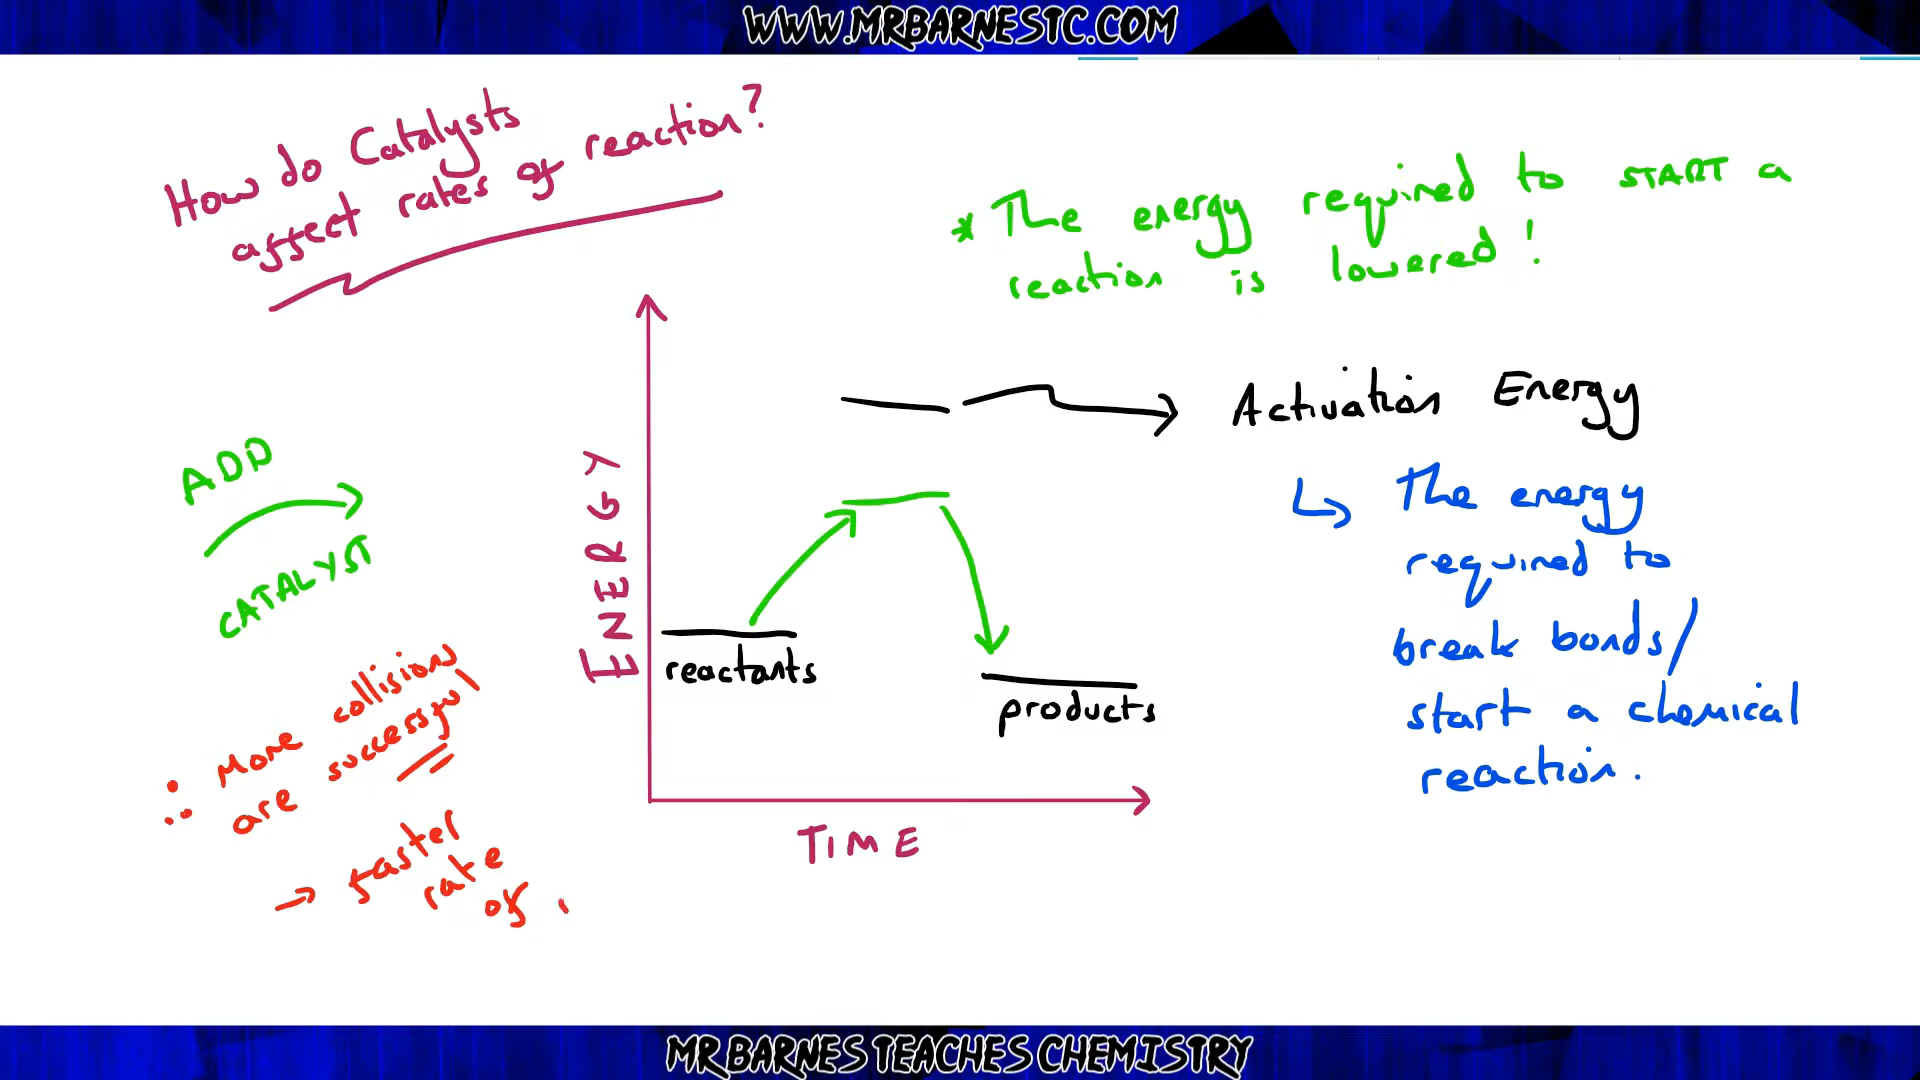 WWW.MRBARNESTC.COM
How do Catalysts
affect rates of reaction?
* The energy required to START a
reaction is lowered!
Activation Energy
The energy
required to
break bonds/
start a chemical
reaction.
ADD
CATALYST
∴ More collisions
are successful
→ faster
rate
of
ENERGY
reactants
products
TIME
MR BARNES TEACHES CHEMISTRY